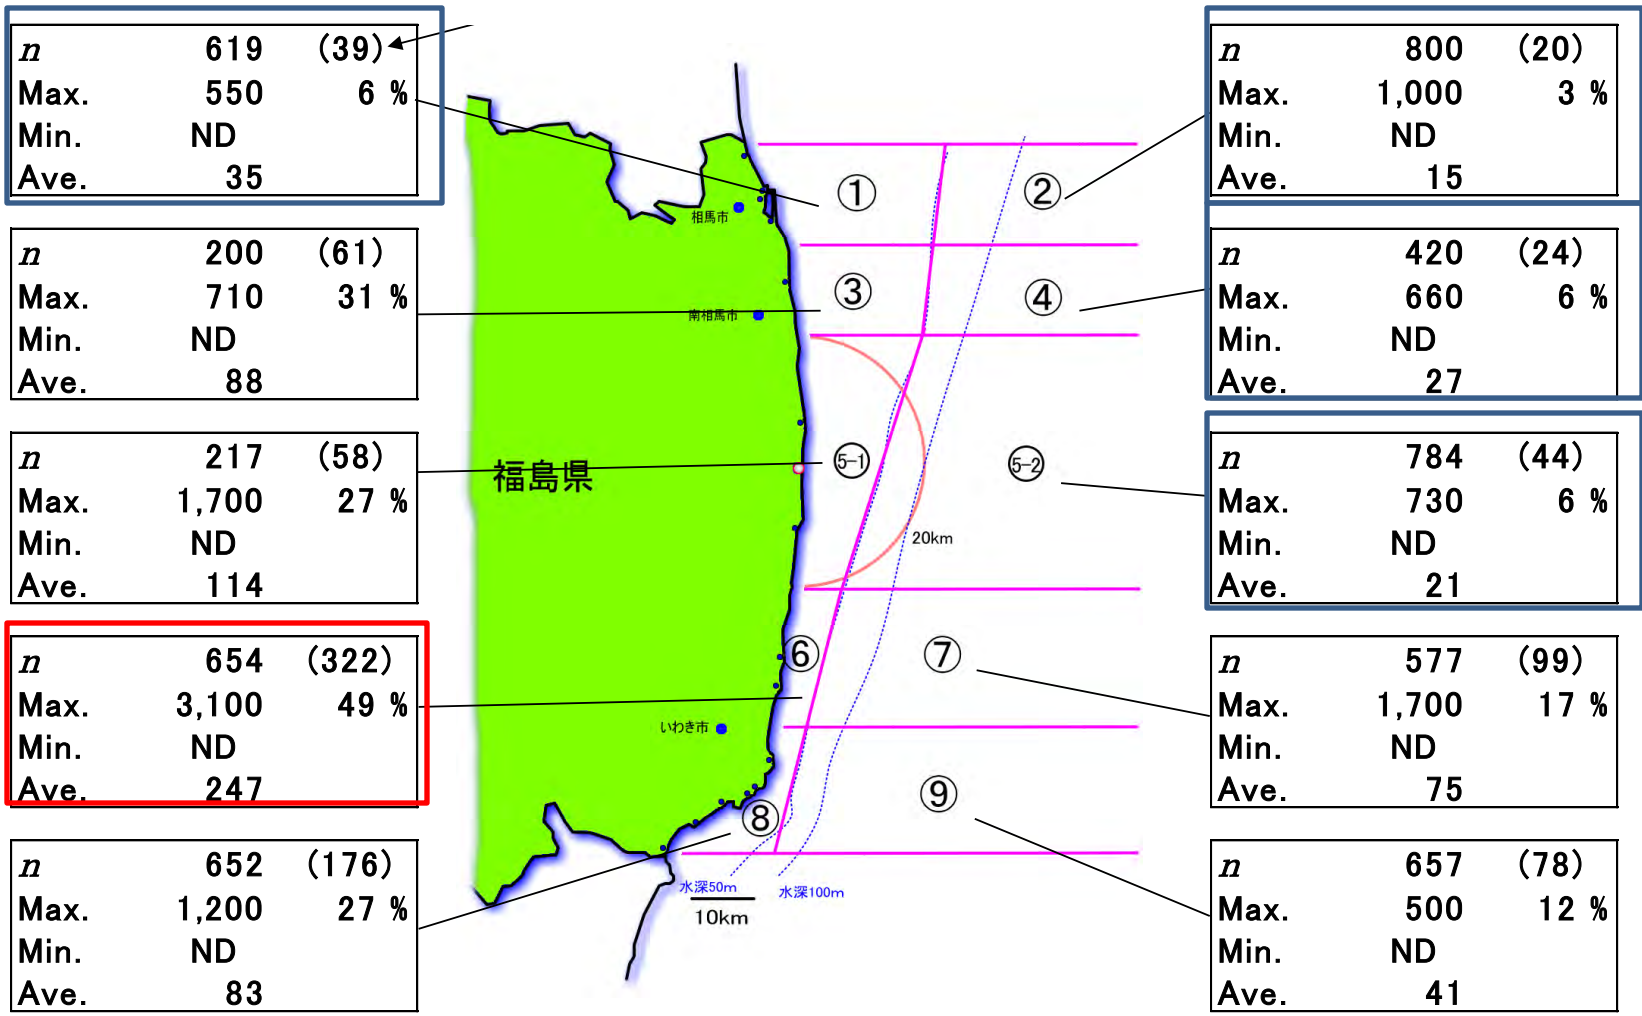 n 619 (39)
Max. 550 6 %
Min. ND
Ave. 35
n 200 (61)
Max. 710 31 %
Min. ND
Ave. 88
n 217 (58)
Max. 1,700 27 %
Min. ND
Ave. 114
n 654 (322)
Max. 3,100 49 %
Min. ND
Ave. 247
n 652 (176)
Max. 1,200 27 %
Min. ND
Ave. 83
相馬市
南相馬市
福島県
いわき市
①
②
③
④
5-1
5-2
20km
⑥
⑦
⑧
⑨
水深50m
水深100m
10km
n 800 (20)
Max. 1,000 3 %
Min. ND
Ave. 15
n 420 (24)
Max. 660 6 %
Min. ND
Ave. 27
n 784 (44)
Max. 730 6 %
Min. ND
Ave. 21
n 577 (99)
Max. 1,700 17 %
Min. ND
Ave. 75
n 657 (78)
Max. 500 12 %
Min. ND
Ave. 41